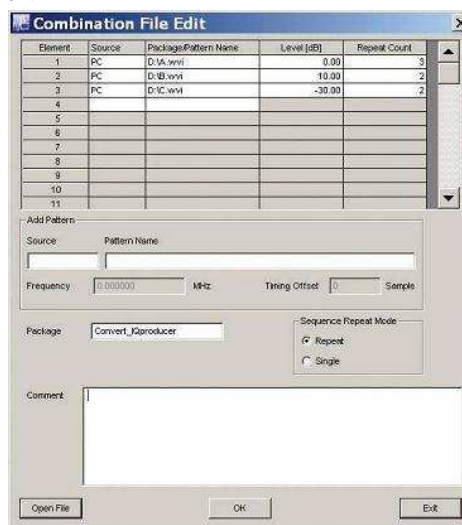 Combination File Edit
Element Source Package/Pattern Name Level [dB] Repeat Count
1 PC D:\A.wvi 0.00 3
2 PC D:\B.wvi 10.00 2
3 PC D:\C.wvi -30.00 2
4
5
6
7
8
9
10
11
Add Pattern
Source Pattern Name
Frequency 0.000000 MHz Timing Offset 0 Sample
Package Convert_IQproducer
Sequence Repeat Mode
Repeat
Single
Comment
Open File OK Exit